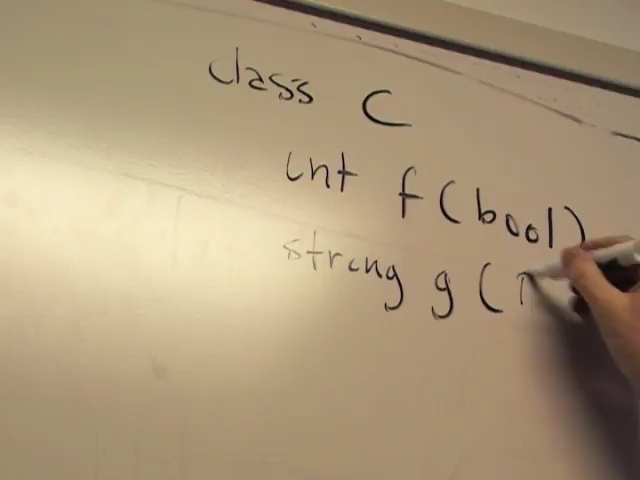 class C
int f(bool)
string g(